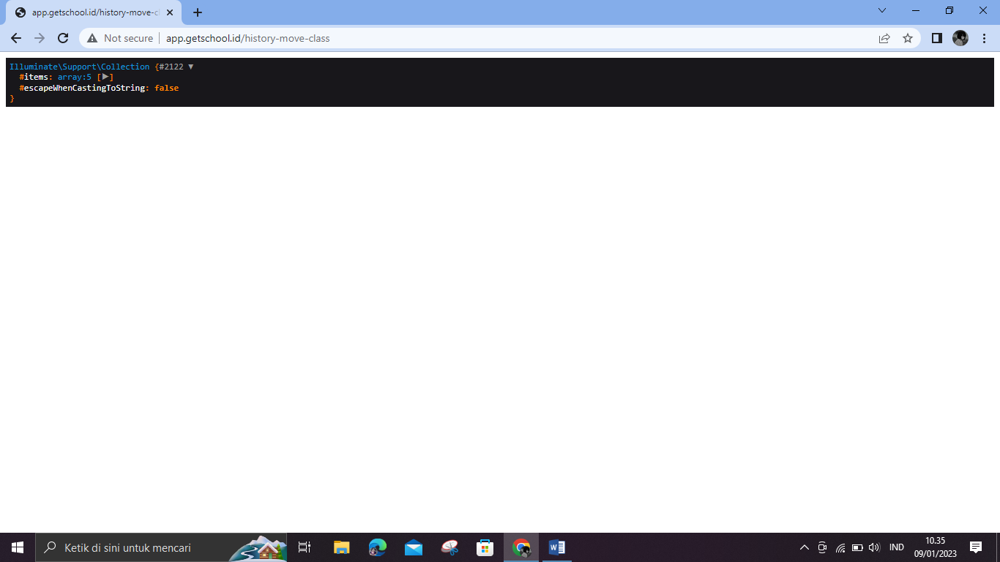 app.getschool.id/history-move-cl
Not secure
app.getschool.id/history-move-class
Illuminate\Support\Collection {#2122 ▼
#items: array:5 [▶]
#escapeWhenCastingToString: false
}
Ketik di sini untuk mencari
IND
10.35
09/01/2023